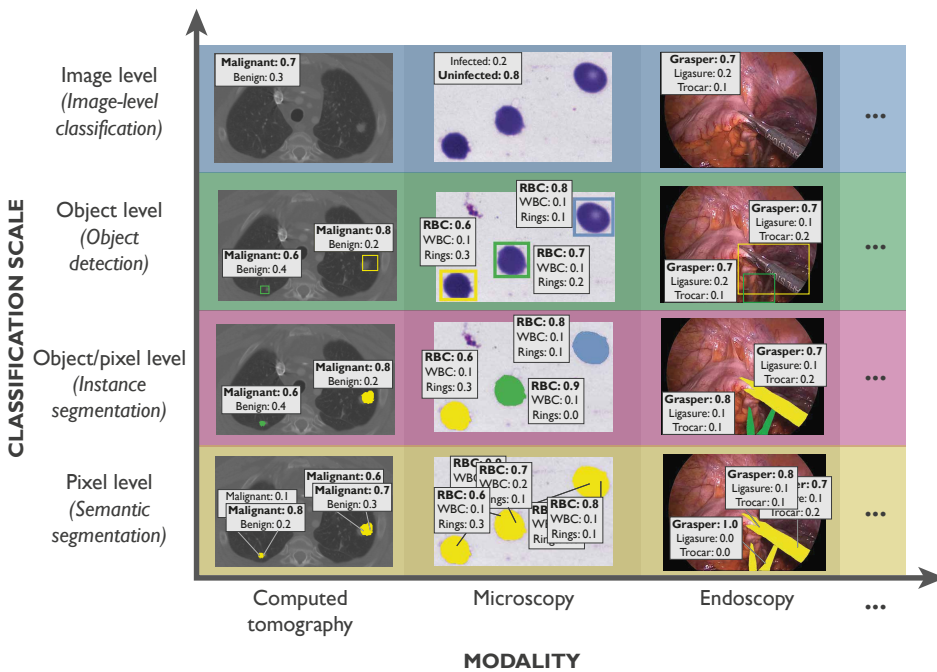 CLASSIFICATION SCALE
Image level
(Image-level
classification)
Malignant: 0.7
Benign: 0.3
Infected: 0.2
Uninfected: 0.8
Grasper: 0.7
Ligasure: 0.2
Trocar: 0.1
...
Object level
(Object
detection)
Malignant: 0.6
Benign: 0.4
Malignant: 0.8
Benign: 0.2
RBC: 0.6
WBC: 0.1
Rings: 0.3
RBC: 0.8
WBC: 0.1
Rings: 0.1
RBC: 0.7
WBC: 0.1
Rings: 0.2
Grasper: 0.7
Ligasure: 0.1
Trocar: 0.2
Grasper: 0.7
Ligasure: 0.2
Trocar: 0.1
...
Object/pixel level
(Instance
segmentation)
Malignant: 0.6
Benign: 0.4
Malignant: 0.8
Benign: 0.2
RBC: 0.6
WBC: 0.1
Rings: 0.3
RBC: 0.8
WBC: 0.1
Rings: 0.1
RBC: 0.9
WBC: 0.1
Rings: 0.0
Grasper: 0.7
Ligasure: 0.1
Trocar: 0.2
Grasper: 0.8
Ligasure: 0.1
Trocar: 0.1
...
Pixel level
(Semantic
segmentation)
Malignant: 0.1
Malignant: 0.8
Benign: 0.2
Malignant: 0.6
Malignant: 0.7
Benign: 0.3
RBC: 0.6
WBC: 0.1
Rings: 0.3
RBC: 0.7
WBC: 0.2
RBC: 0.8
WBC: 0.1
Rings: 0.1
Grasper: 0.8
Ligasure: 0.1
Trocar: 0.1
Grasper: 1.0
Ligasure: 0.0
Trocar: 0.0
...
Computed
tomography
Microscopy
Endoscopy
...
MODALITY